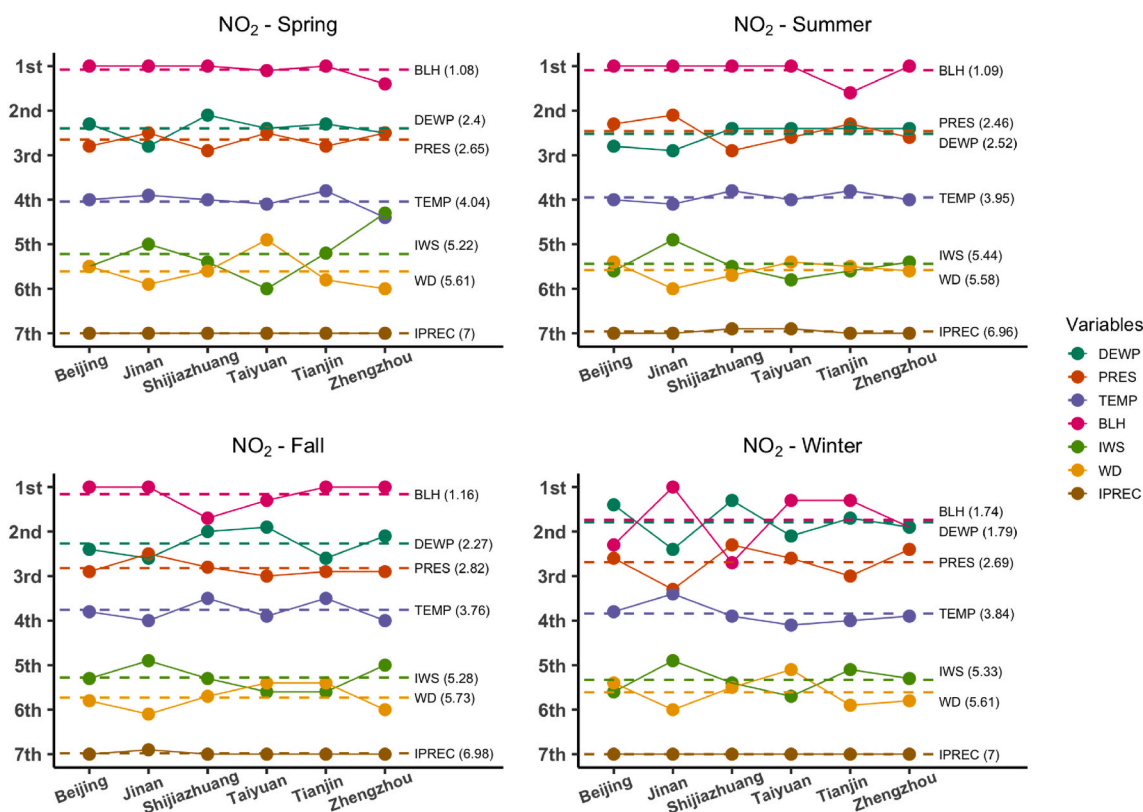 NO₂ - Spring
1st
2nd
3rd
4th
5th
6th
7th
BLH (1.08)
DEWP (2.4)
PRES (2.65)
TEMP (4.04)
IWS (5.22)
WD (5.61)
IPREC (7)
Beijing
Jinan
Shijiazhuang
Taiyuan
Tianjin
Zhengzhou
NO₂ - Summer
1st
2nd
3rd
4th
5th
6th
7th
BLH (1.09)
PRES (2.46)
DEWP (2.52)
TEMP (3.95)
IWS (5.44)
WD (5.58)
IPREC (6.96)
Beijing
Jinan
Shijiazhuang
Taiyuan
Tianjin
Zhengzhou
Variables
DEWP
PRES
TEMP
BLH
IWS
WD
IPREC
NO₂ - Fall
1st
2nd
3rd
4th
5th
6th
7th
BLH (1.16)
DEWP (2.27)
PRES (2.82)
TEMP (3.76)
IWS (5.28)
WD (5.73)
IPREC (6.98)
Beijing
Jinan
Shijiazhuang
Taiyuan
Tianjin
Zhengzhou
NO₂ - Winter
1st
2nd
3rd
4th
5th
6th
7th
BLH (1.74)
DEWP (1.79)
PRES (2.69)
TEMP (3.84)
IWS (5.33)
WD (5.61)
IPREC (7)
Beijing
Jinan
Shijiazhuang
Taiyuan
Tianjin
Zhengzhou